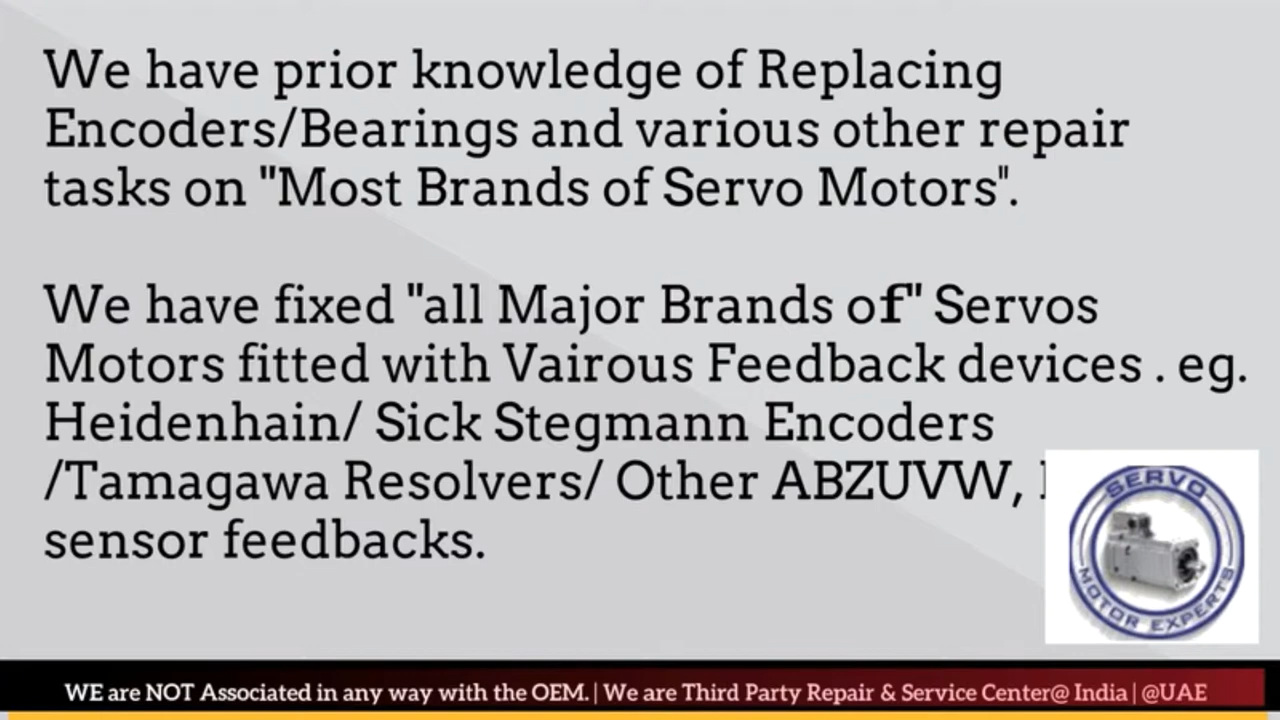 We have prior knowledge of Replacing
Encoders/Bearings and various other repair
tasks on "Most Brands of Servo Motors".
We have fixed "all Major Brands of" Servos
Motors fitted with Vairous Feedback devices . eg.
Heidenhain/ Sick Stegmann Encoders
/Tamagawa Resolvers/ Other ABZUVW,
sensor feedbacks.
SERVO
MOTOR EXPERTS
WE are NOT Associated in any way with the OEM. | We are Third Party Repair & Service Center@ India | @UAE